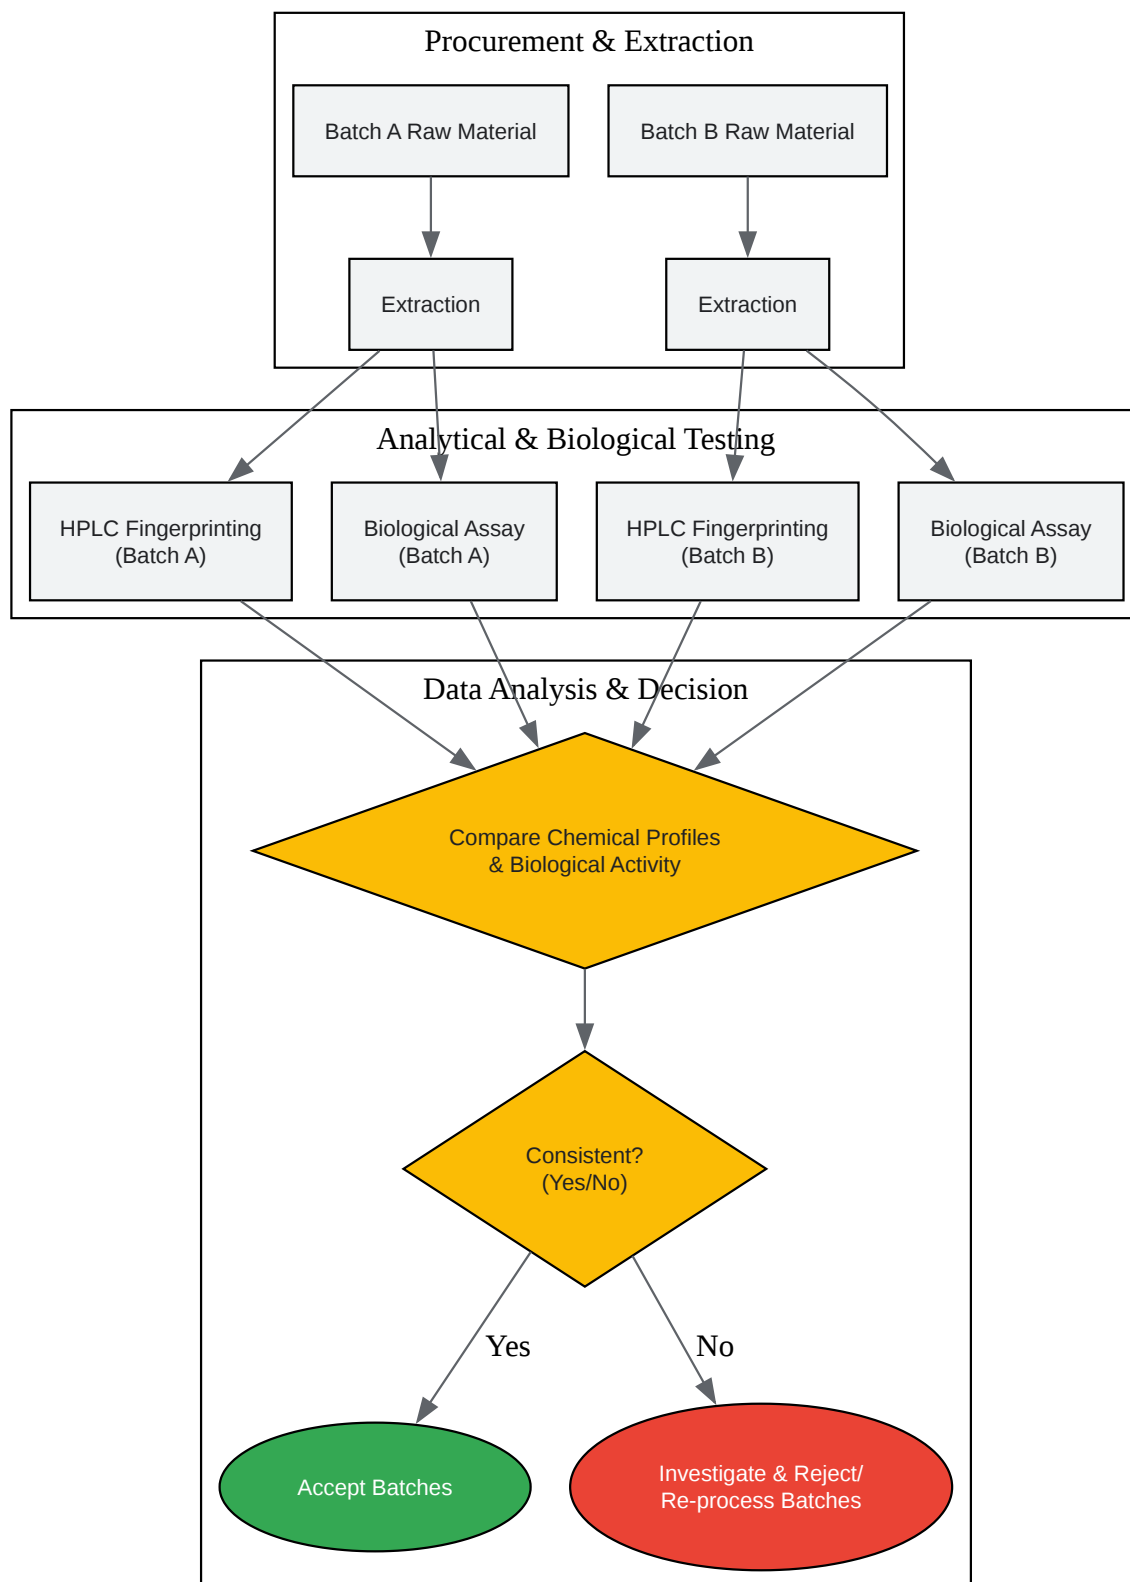 Procurement & Extraction
Batch A Raw Material
Batch B Raw Material
Extraction
Extraction
Analytical & Biological Testing
HPLC Fingerprinting
(Batch A)
Biological Assay
(Batch A)
HPLC Fingerprinting
(Batch B)
Biological Assay
(Batch B)
Data Analysis & Decision
Compare Chemical Profiles
& Biological Activity
Consistent?
(Yes/No)
Yes
No
Accept Batches
Investigate & Reject/
Re-process Batches